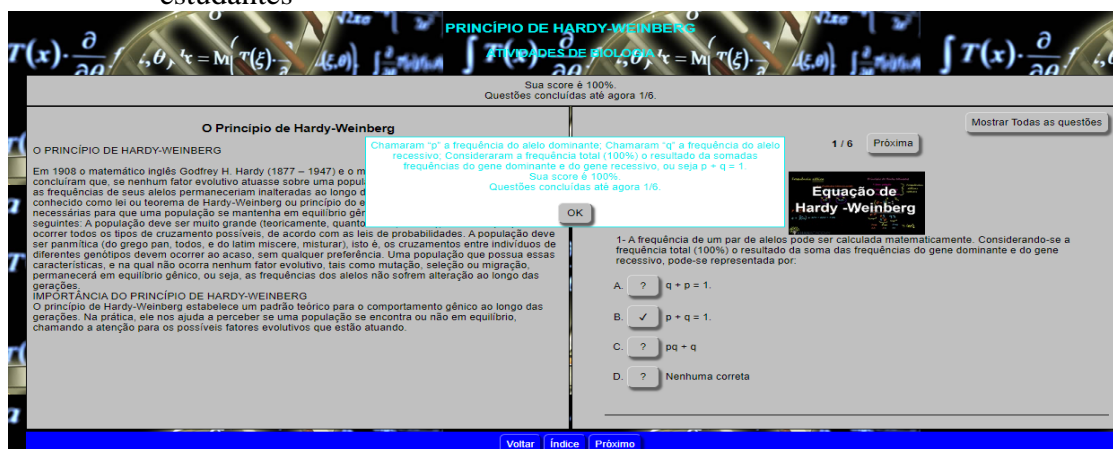 estudantes
PRINCÍPIO DE HARDY-WEINBERG
ATIVIDADES DE BIOLOGIA
Sua score é 100%.
Questões concluídas até agora 1/6.
O Princípio de Hardy-Weinberg
O PRINCÍPIO DE HARDY-WEINBERG
Em 1908 o matemático inglês Godfrey H. Hardy (1877 – 1947) e o m
concluíram que, se nenhum fator evolutivo atuasse sobre uma popul
as frequências de seus alelos permaneceriam inalteradas ao longo d
conhecido como lei ou teorema de Hardy-Weinberg ou princípio do e
necessárias para que uma população se mantenha em equilíbrio gên
seguintes: A população deve ser muito grande (teoricamente, quanto
ocorrer todos os tipos de cruzamento possíveis, de acordo com as leis de probabilidades. A população deve
ser panmítica (do grego pan, todos, e do latim miscere, misturar), isto é, os cruzamentos entre indivíduos de
diferentes genótipos devem ocorrer ao acaso, sem qualquer preferência. Uma população que possua essas
características, e na qual não ocorra nenhum fator evolutivo, tais como mutação, seleção ou migração,
permanecerá em equilíbrio gênico, ou seja, as frequências dos alelos não sofrem alteração ao longo das
gerações.
IMPORTÂNCIA DO PRINCÍPIO DE HARDY-WEINBERG
O princípio de Hardy-Weinberg estabelece um padrão teórico para o comportamento gênico ao longo das
gerações. Na prática, ele nos ajuda a perceber se uma população se encontra ou não em equilíbrio,
chamando a atenção para os possíveis fatores evolutivos que estão atuando.
Chamaram "p" a frequência do alelo dominante; Chamaram "q" a frequência do alelo
recessivo; Consideraram a frequência total (100%) o resultado da somadas
frequências do gene dominante e do gene recessivo, ou seja p + q = 1.
Sua score é 100%.
Questões concluídas até agora 1/6.
OK
Mostrar Todas as questões
1 / 6 Próxima
Equação de
Hardy -Weinberg
1- A frequência de um par de alelos pode ser calculada matematicamente. Considerando-se a
frequência total (100%) o resultado da soma das frequências do gene dominante e do gene
recessivo, pode-se representada por:
A. ? q + p = 1.
B. ✓ p + q = 1.
C. ? pq + q
D. ? Nenhuma correta
Voltar Índice Próximo